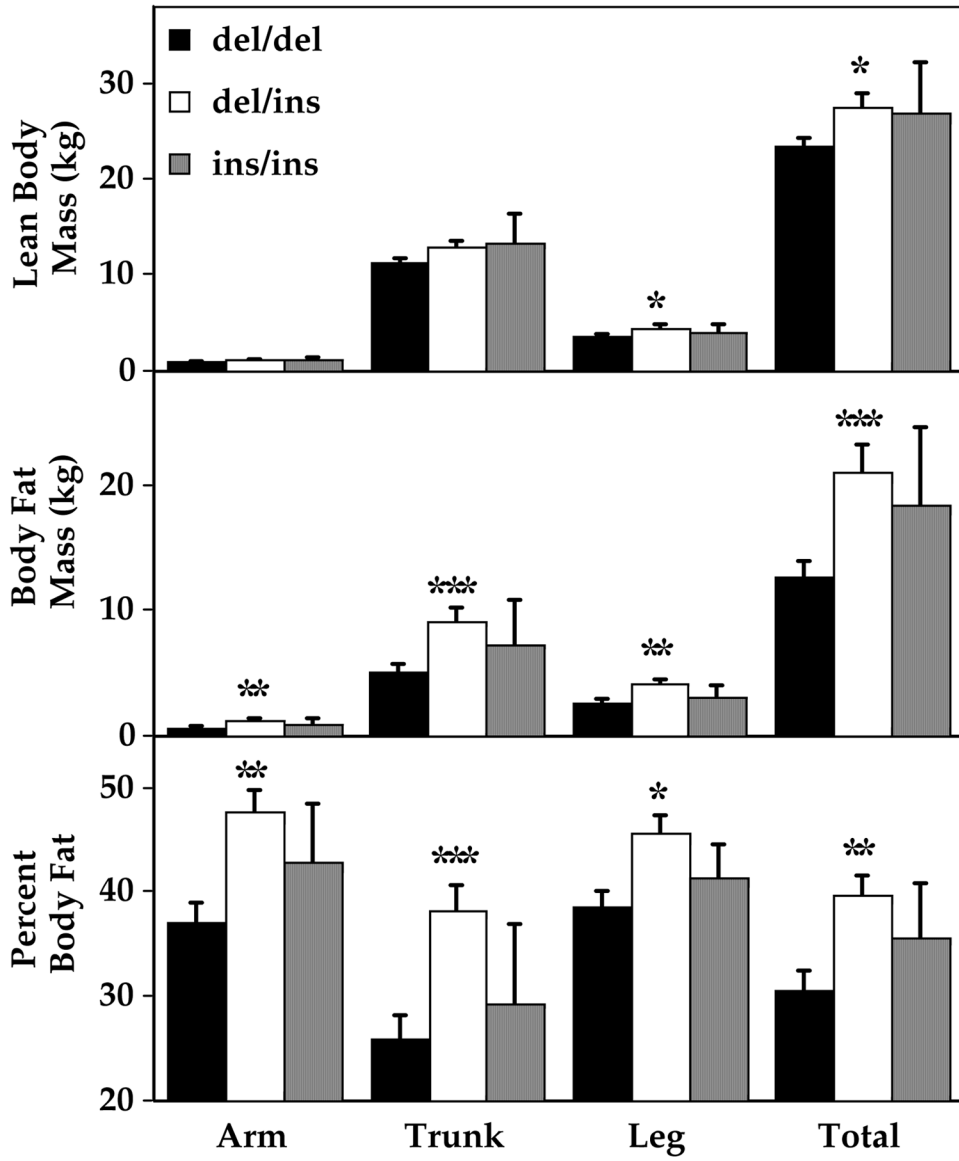 del/del
del/ins
ins/ins
Lean Body
Mass (kg)
30
20
10
0
*
*
Body Fat
Mass (kg)
20
10
0
**
***
**
***
Percent
Body Fat
50
40
30
20
**
***
*
**
Arm Trunk Leg Total